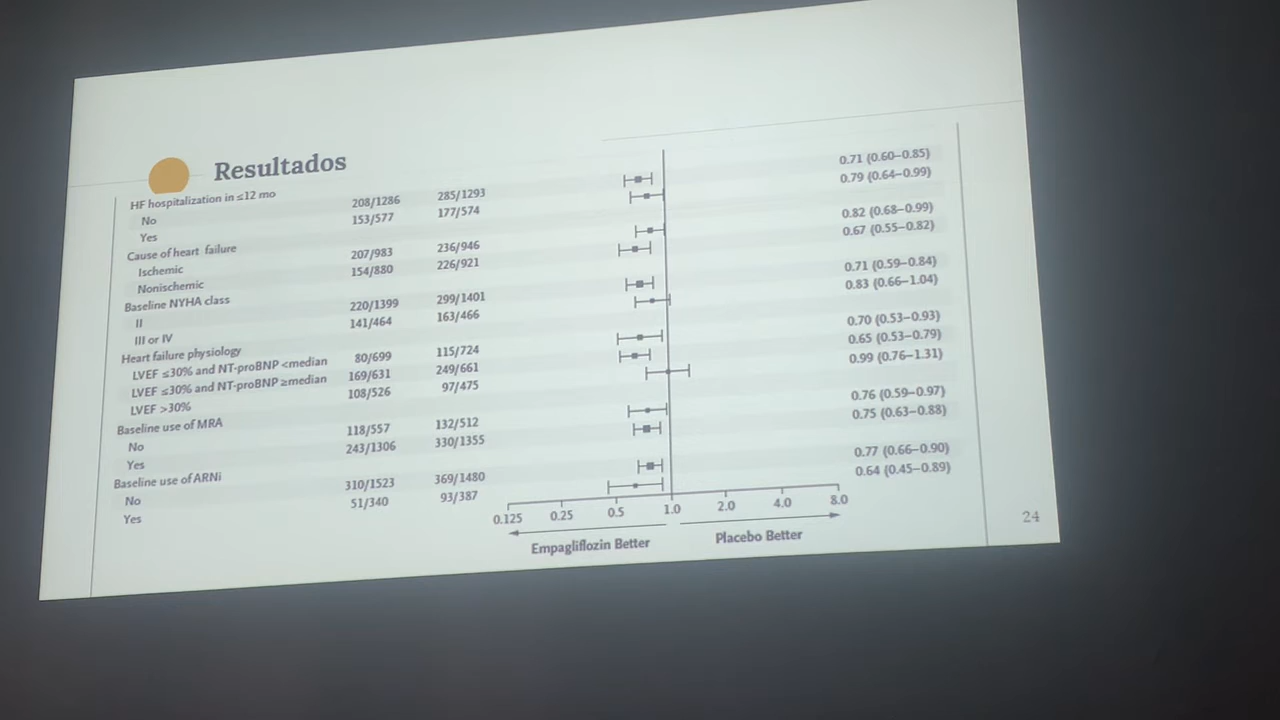 Resultados
HF hospitalization in ≤12 mo
No 208/1286 285/1293 0.71 (0.60–0.85)
Yes 153/577 177/574 0.79 (0.64–0.99)
Cause of heart failure
Ischemic 207/983 236/946 0.82 (0.68–0.99)
Nonischemic 154/880 226/921 0.67 (0.55–0.82)
Baseline NYHA class
II 220/1399 299/1401 0.71 (0.59–0.84)
III or IV 141/464 163/466 0.83 (0.66–1.04)
Heart failure physiology
LVEF ≤30% and NT-proBNP <median 80/699 115/724 0.70 (0.53–0.93)
LVEF ≤30% and NT-proBNP ≥median 169/631 249/661 0.65 (0.53–0.79)
LVEF >30% 108/526 97/475 0.99 (0.76–1.31)
Baseline use of MRA
No 118/557 132/512 0.76 (0.59–0.97)
Yes 243/1306 330/1355 0.75 (0.63–0.88)
Baseline use of ARNi
No 310/1523 369/1480 0.77 (0.66–0.90)
Yes 51/340 93/387 0.64 (0.45–0.89)
0.125 0.25 0.5 1.0 2.0 4.0 8.0
Empagliflozin Better Placebo Better
24